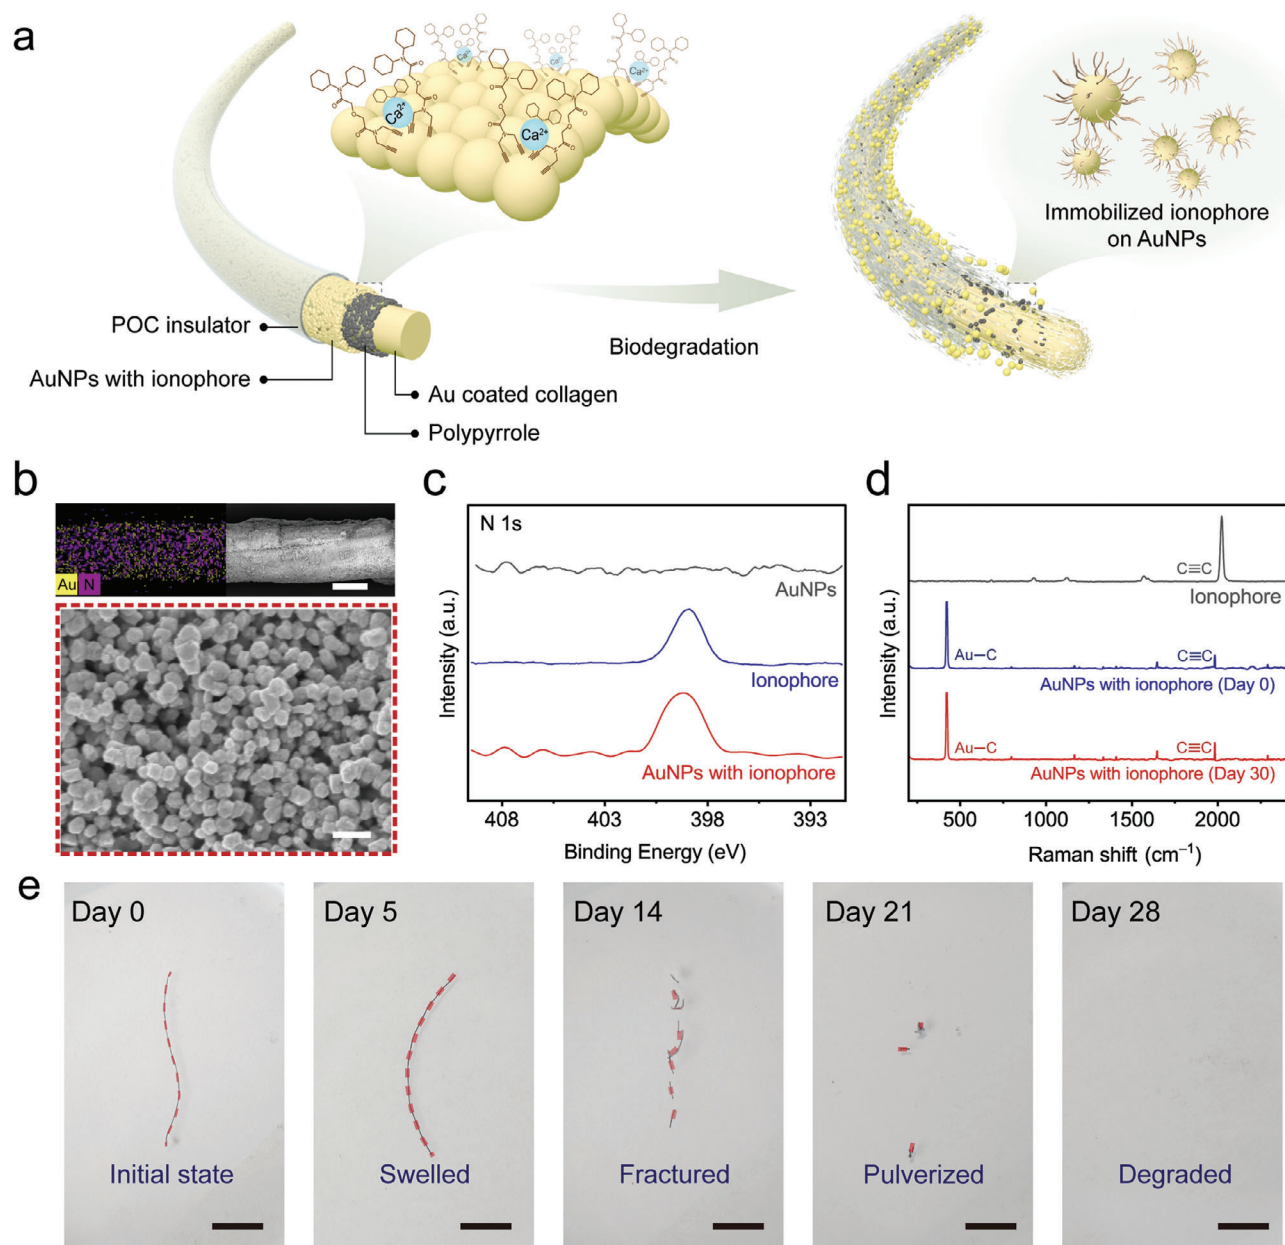 a
Ca²⁺
Ca²⁺
Ca²⁺
Ca²⁺
Ca²⁺
Immobilized ionophore
on AuNPs
POC insulator
AuNPs with ionophore
Au coated collagen
Polypyrrole
Biodegradation
b
Au N
c
N 1s
AuNPs
Ionophore
AuNPs with ionophore
Intensity (a.u.)
408 403 398 393
Binding Energy (eV)
d
C≡C
Ionophore
Au—C C≡C
AuNPs with ionophore (Day 0)
Au—C C≡C
AuNPs with ionophore (Day 30)
Intensity (a.u.)
500 1000 1500 2000
Raman shift (cm⁻¹)
e
Day 0
Initial state
Day 5
Swelled
Day 14
Fractured
Day 21
Pulverized
Day 28
Degraded